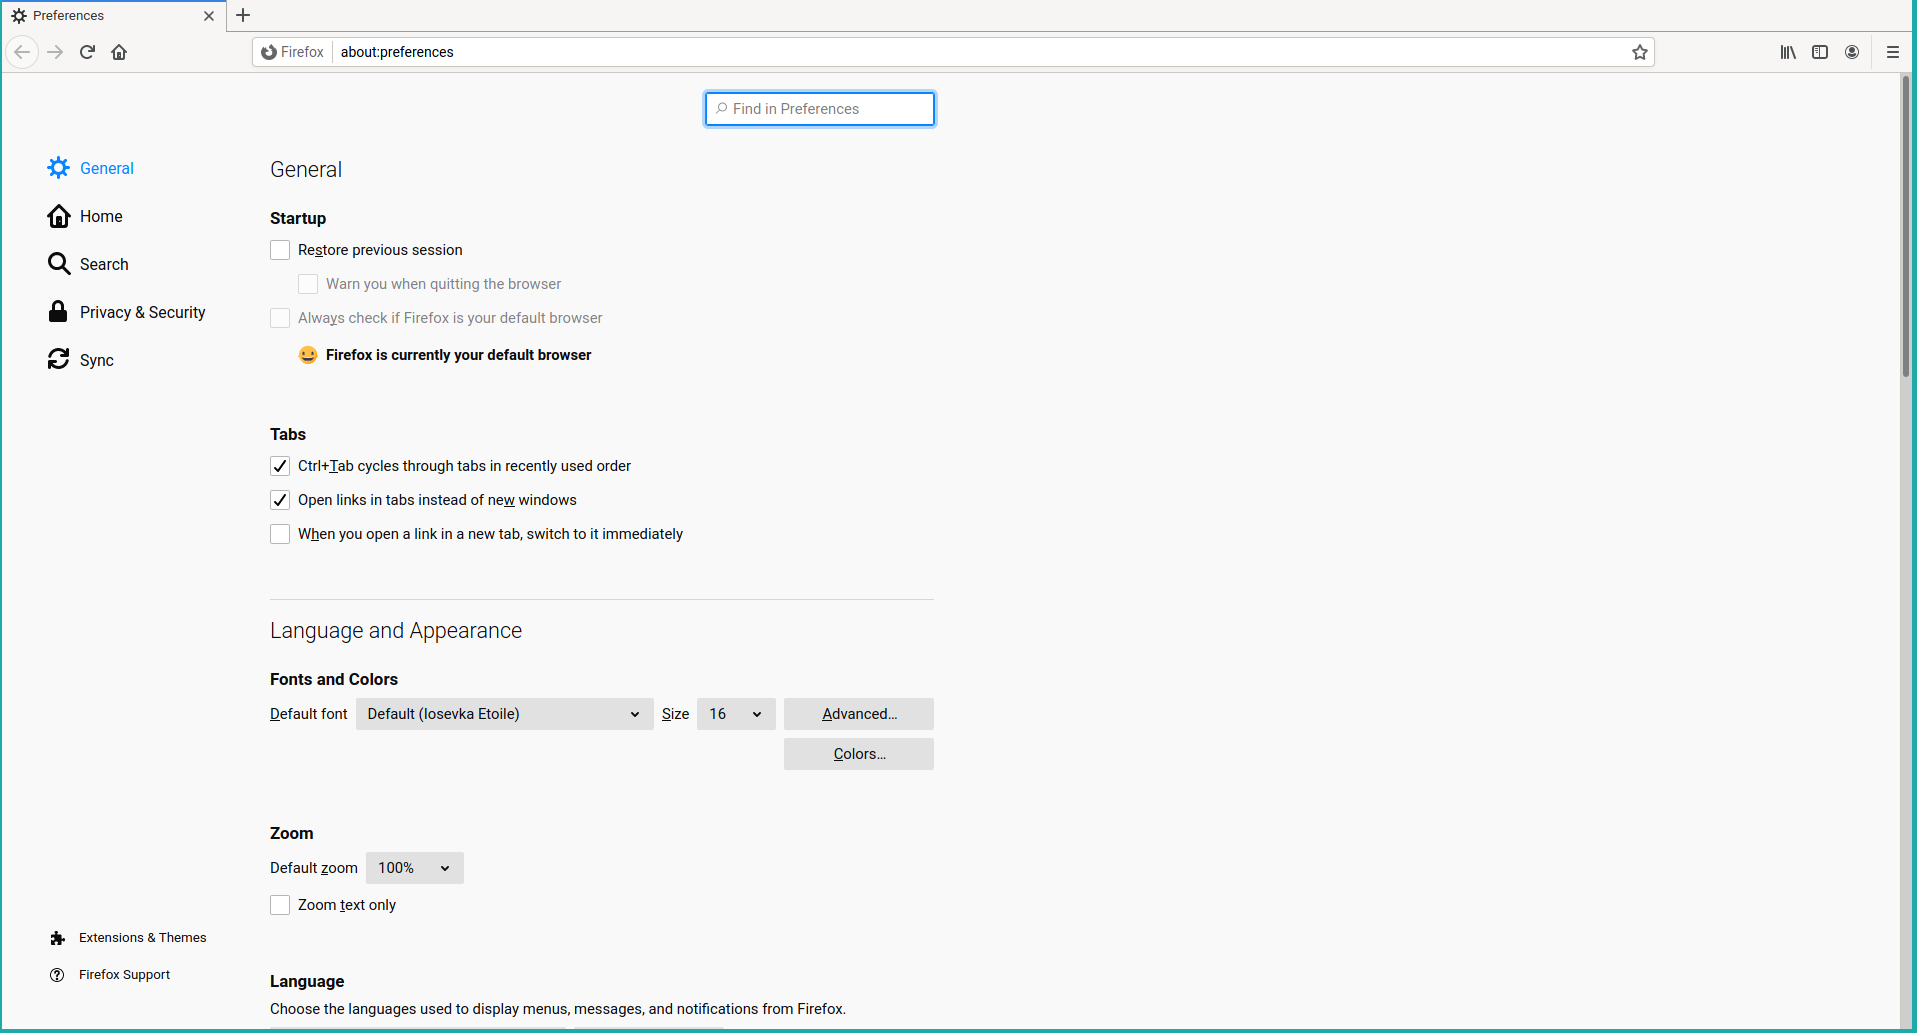 Preferences
Firefox about:preferences
Find in Preferences
General
Home
Search
Privacy & Security
Sync
Extensions & Themes
Firefox Support
General
Startup
Restore previous session
Warn you when quitting the browser
Always check if Firefox is your default browser
Firefox is currently your default browser
Tabs
Ctrl+Tab cycles through tabs in recently used order
Open links in tabs instead of new windows
When you open a link in a new tab, switch to it immediately
Language and Appearance
Fonts and Colors
Default font Default (Iosevka Etoile) Size 16 Advanced…
Colors…
Zoom
Default zoom 100%
Zoom text only
Language
Choose the languages used to display menus, messages, and notifications from Firefox.